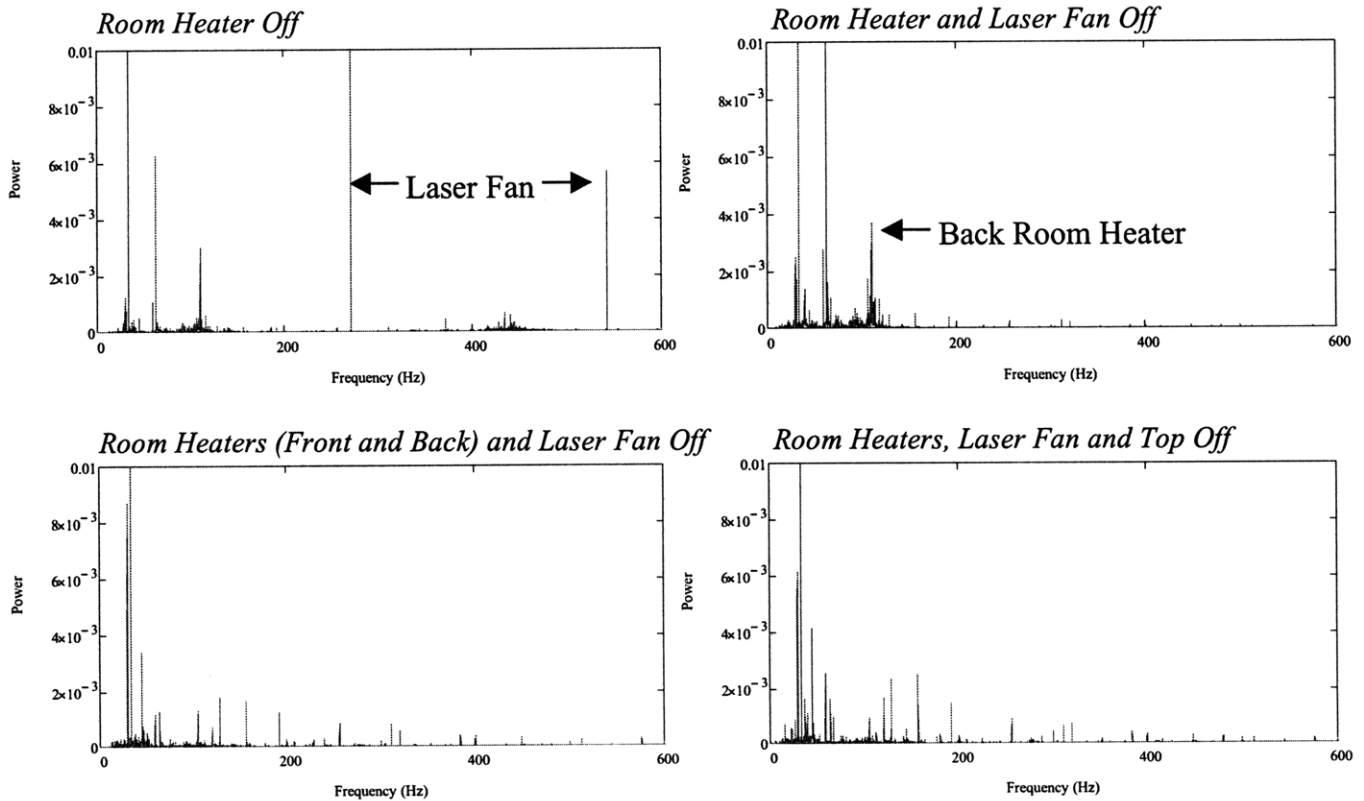 Room Heater Off
0.01
8×10⁻³
6×10⁻³
4×10⁻³
2×10⁻³
0
Power
Laser Fan
0 200 400 600
Frequency (Hz)
Room Heater and Laser Fan Off
0.01
8×10⁻³
6×10⁻³
4×10⁻³
2×10⁻³
0
Power
Back Room Heater
0 200 400 600
Frequency (Hz)
Room Heaters (Front and Back) and Laser Fan Off
0.01
8×10⁻³
6×10⁻³
4×10⁻³
2×10⁻³
0
Power
0 200 400 600
Frequency (Hz)
Room Heaters, Laser Fan and Top Off
0.01
8×10⁻³
6×10⁻³
4×10⁻³
2×10⁻³
0
Power
0 200 400 600
Frequency (Hz)